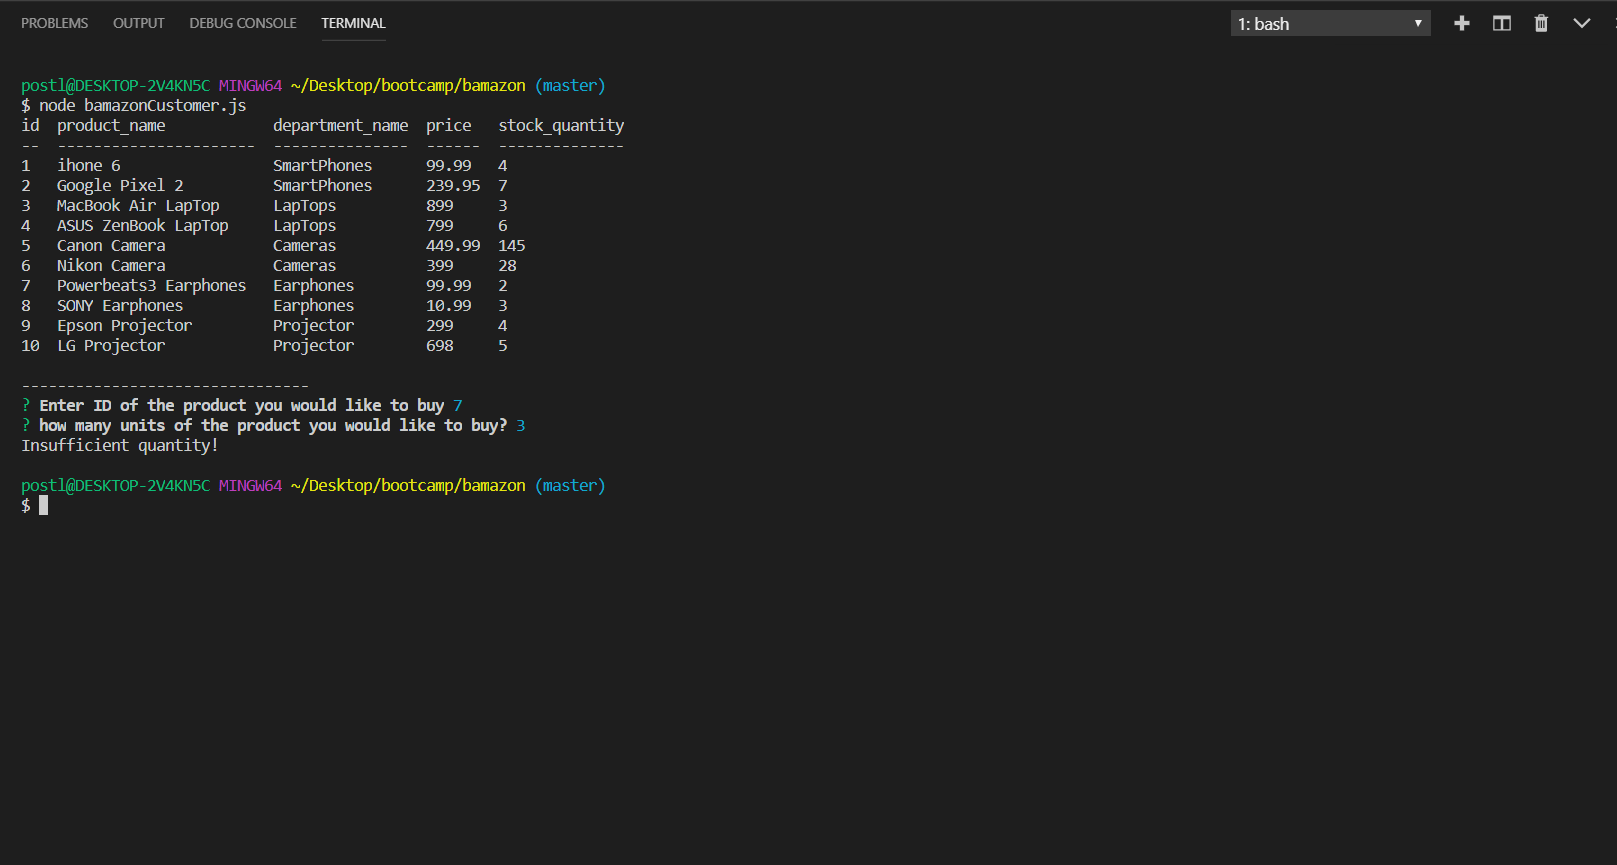 PROBLEMS OUTPUT DEBUG CONSOLE TERMINAL 1: bash
postl@DESKTOP-2V4KN5C MINGW64 ~/Desktop/bootcamp/bamazon (master)
$ node bamazonCustomer.js
id  product_name            department_name  price   stock_quantity
--  ----------------------  ---------------  ------  --------------
1   ihone 6                 SmartPhones      99.99   4
2   Google Pixel 2          SmartPhones      239.95  7
3   MacBook Air LapTop      LapTops          899     3
4   ASUS ZenBook LapTop     LapTops          799     6
5   Canon Camera            Cameras          449.99  145
6   Nikon Camera            Cameras          399     28
7   Powerbeats3 Earphones   Earphones        99.99   2
8   SONY Earphones          Earphones        10.99   3
9   Epson Projector         Projector        299     4
10  LG Projector            Projector        698     5
--------------------------------
? Enter ID of the product you would like to buy 7
? how many units of the product you would like to buy? 3
Insufficient quantity!
postl@DESKTOP-2V4KN5C MINGW64 ~/Desktop/bootcamp/bamazon (master)
$